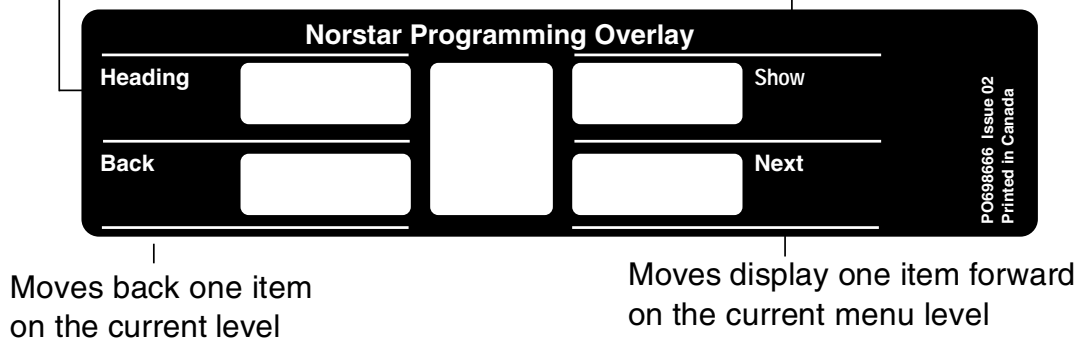 Norstar Programming Overlay
Heading
Show
Back
Next
PO698666 Issue 02
Printed in Canada
Moves back one item
on the current level
Moves display one item forward
on the current menu level